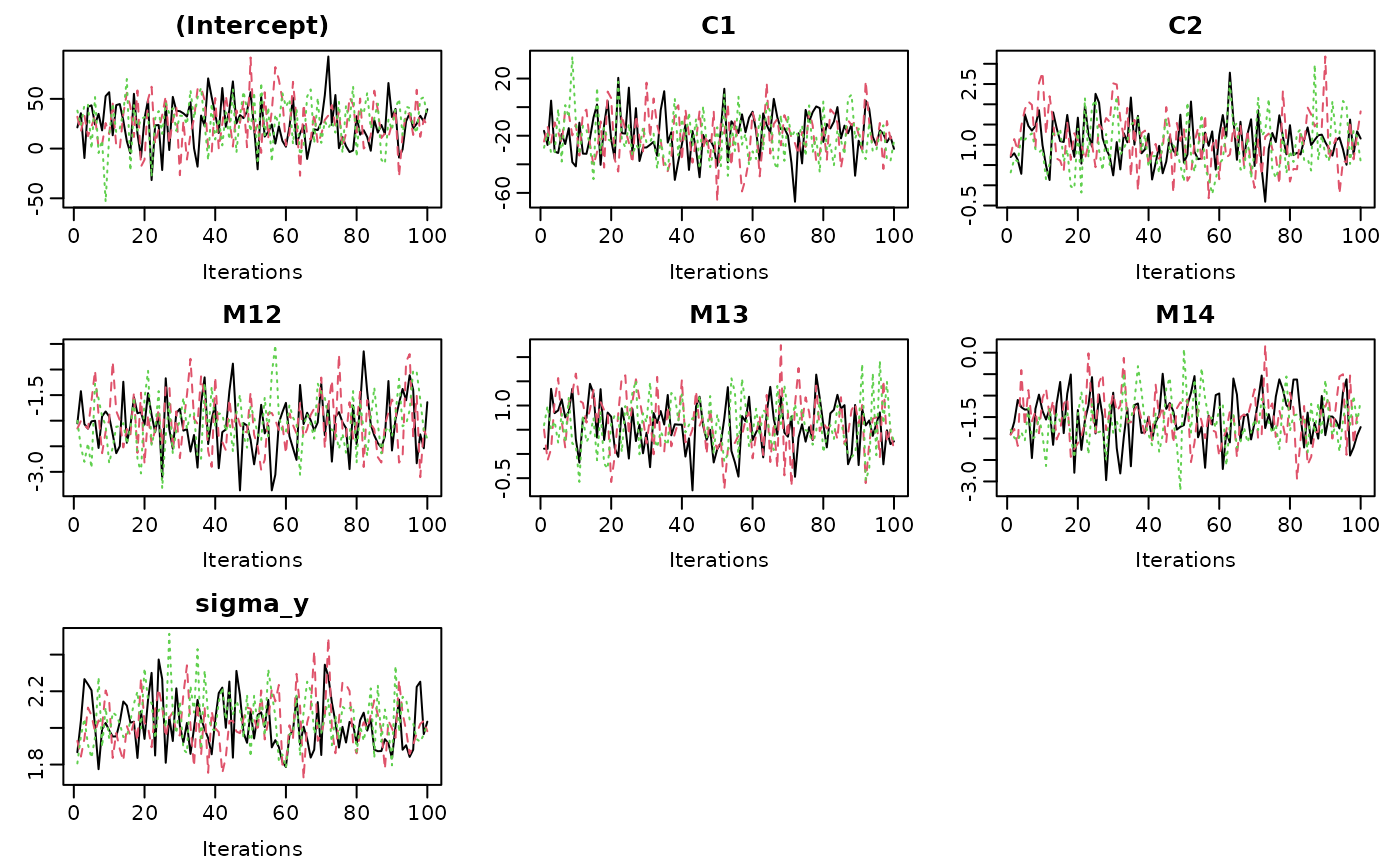 (Intercept) C1 C2
50 20 2.5
0 -20 1.0
-50 -60 -0.5
0 20 40 60 80 100 0 20 40 60 80 100 0 20 40 60 80 100
Iterations Iterations Iterations
M12 M13 M14
-1.5 1.0 0.0
-3.0 -0.5 -1.5
-3.0
0 20 40 60 80 100 0 20 40 60 80 100 0 20 40 60 80 100
Iterations Iterations Iterations
sigma_y
2.2
1.8
0 20 40 60 80 100
Iterations